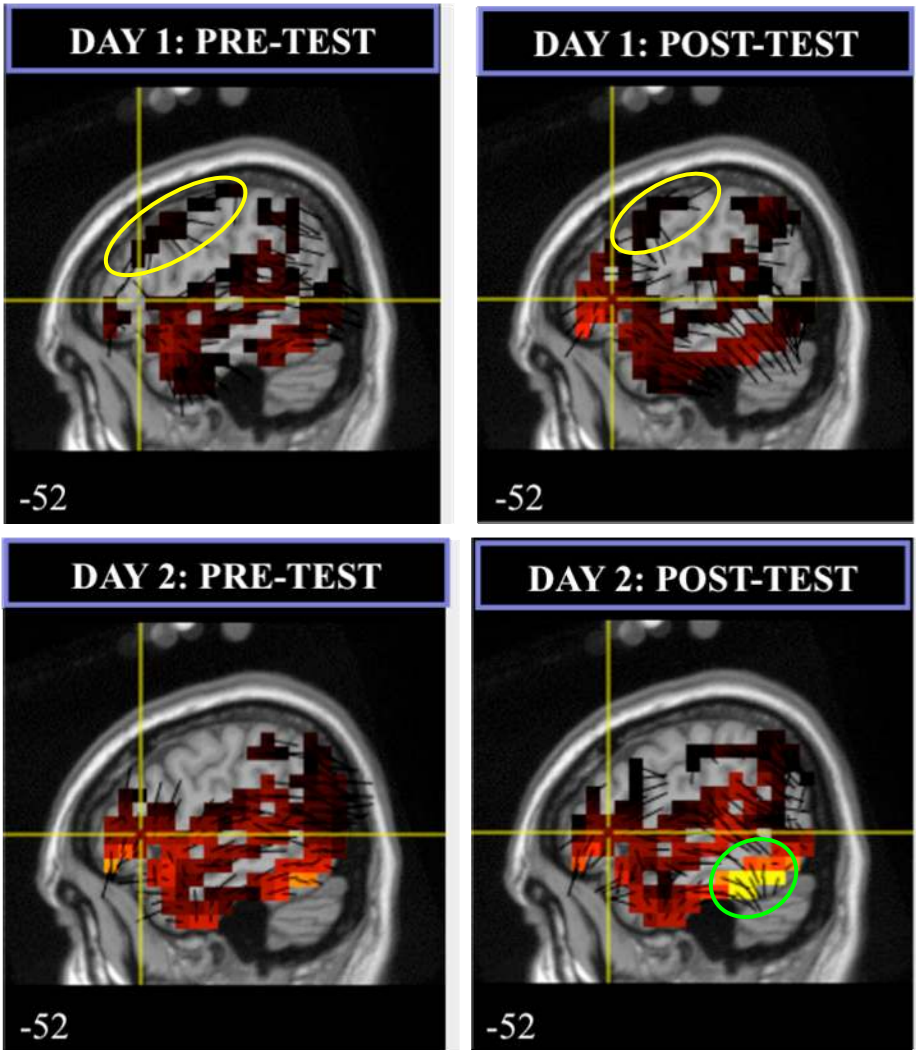 DAY 1: PRE-TEST
DAY 1: POST-TEST
-52
-52
DAY 2: PRE-TEST
DAY 2: POST-TEST
-52
-52